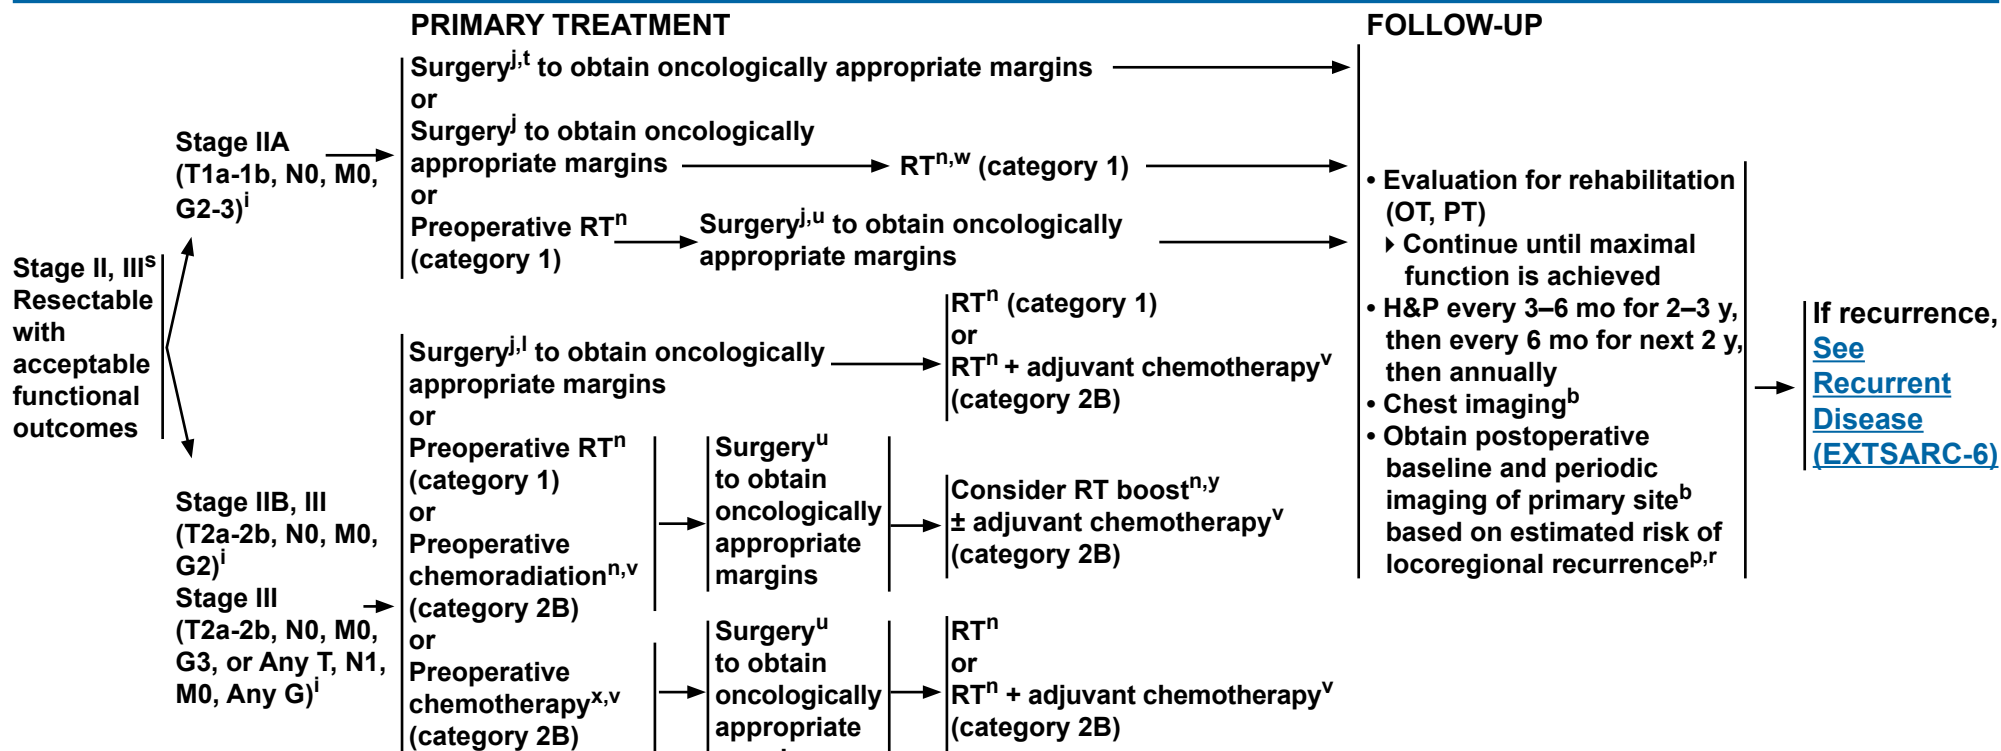 PRIMARY TREATMENT
FOLLOW-UP
Stage II, IIIs
Resectable
with
acceptable
functional
outcomes
Stage IIA
(T1a-1b, N0, M0,
G2-3)i
Surgeryj,t to obtain oncologically appropriate margins
or
Surgeryj to obtain oncologically
appropriate margins
RTn,w (category 1)
or
Preoperative RTn
(category 1)
Surgeryj,u to obtain oncologically
appropriate margins
Stage IIB, III
(T2a-2b, N0, M0,
G2)i
Stage III
(T2a-2b, N0, M0,
G3, or Any T, N1,
M0, Any G)i
Surgeryj,l to obtain oncologically
appropriate margins
RTn (category 1)
or
RTn + adjuvant chemotherapyv
(category 2B)
or
Preoperative RTn
(category 1)
or
Preoperative
chemoradiationn,v
(category 2B)
Surgeryu
to obtain
oncologically
appropriate
margins
Consider RT boostn,y
± adjuvant chemotherapyv
(category 2B)
or
Preoperative
chemotherapyx,v
(category 2B)
Surgeryu
to obtain
oncologically
appropriate
RTn
or
RTn + adjuvant chemotherapyv
(category 2B)
• Evaluation for rehabilitation
(OT, PT)
Continue until maximal
function is achieved
• H&P every 3–6 mo for 2–3 y,
then every 6 mo for next 2 y,
then annually
• Chest imagingb
• Obtain postoperative
baseline and periodic
imaging of primary siteb
based on estimated risk of
locoregional recurrencep,r
If recurrence,
See
Recurrent
Disease
(EXTSARC-6)